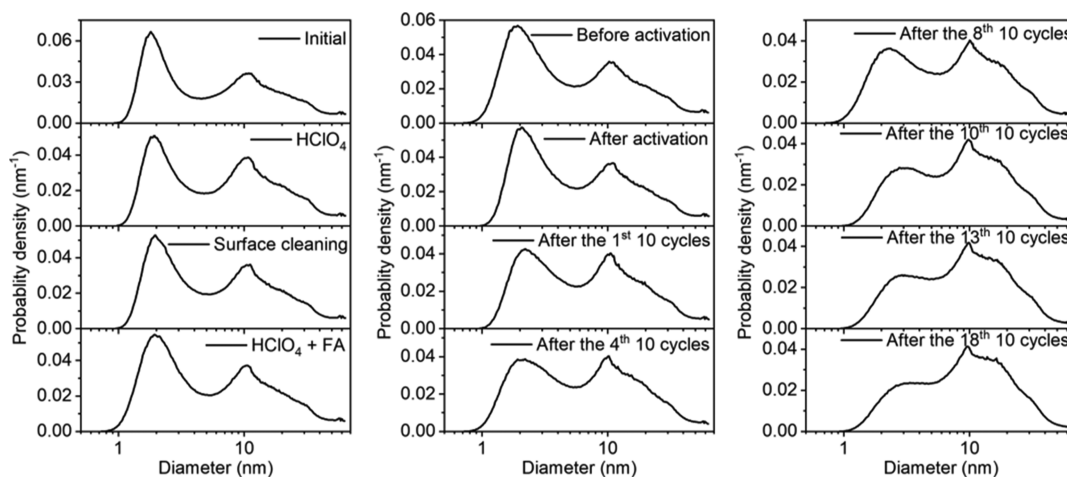 Probablity density (nm⁻¹)
0.06
0.03
0.00
Initial
0.04
0.02
0.00
HClO₄
0.04
0.02
0.00
Surface cleaning
0.04
0.02
0.00
HClO₄ + FA
1
10
Diameter (nm)
Probablity density (nm⁻¹)
0.06
0.04
0.02
0.00
Before activation
0.04
0.02
0.00
After activation
0.04
0.02
0.00
After the 1ˢᵗ 10 cycles
0.04
0.02
0.00
After the 4ᵗʰ 10 cycles
1
10
Diameter (nm)
Probablity density (nm⁻¹)
0.04
0.02
0.00
After the 8ᵗʰ 10 cycles
0.04
0.02
0.00
After the 10ᵗʰ 10 cycles
0.04
0.02
0.00
After the 13ᵗʰ 10 cycles
0.04
0.02
0.00
After the 18ᵗʰ 10 cycles
1
10
Diameter (nm)